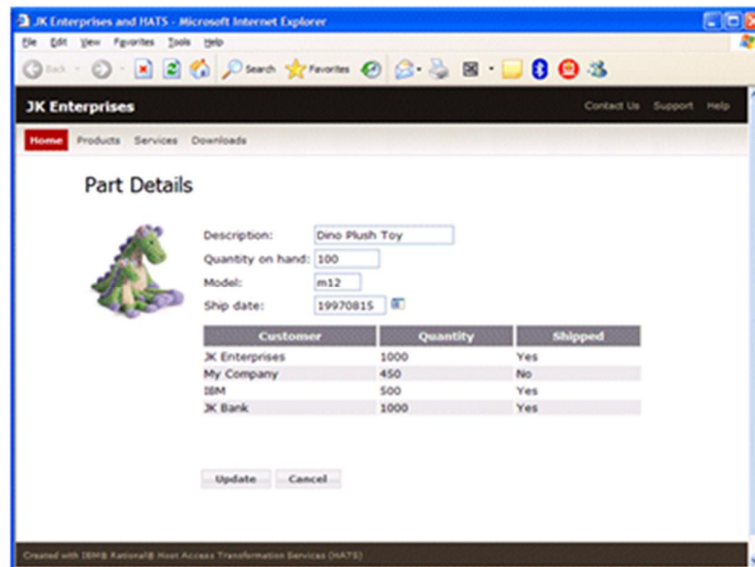 JK Enterprises and HATS - Microsoft Internet Explorer
File Edit View Favorites Tools Help
Back Search Favorites
JK Enterprises Contact Us Support Help
Home Products Services Downloads
Part Details
Description: Dino Plush Toy
Quantity on hand: 100
Model: m12
Ship date: 19970815
Customer Quantity Shipped
JK Enterprises 1000 Yes
My Company 450 No
IBM 500 Yes
JK Bank 1000 Yes
Update Cancel
Created with IBM® Rational® Host Access Transformation Services (HATS)